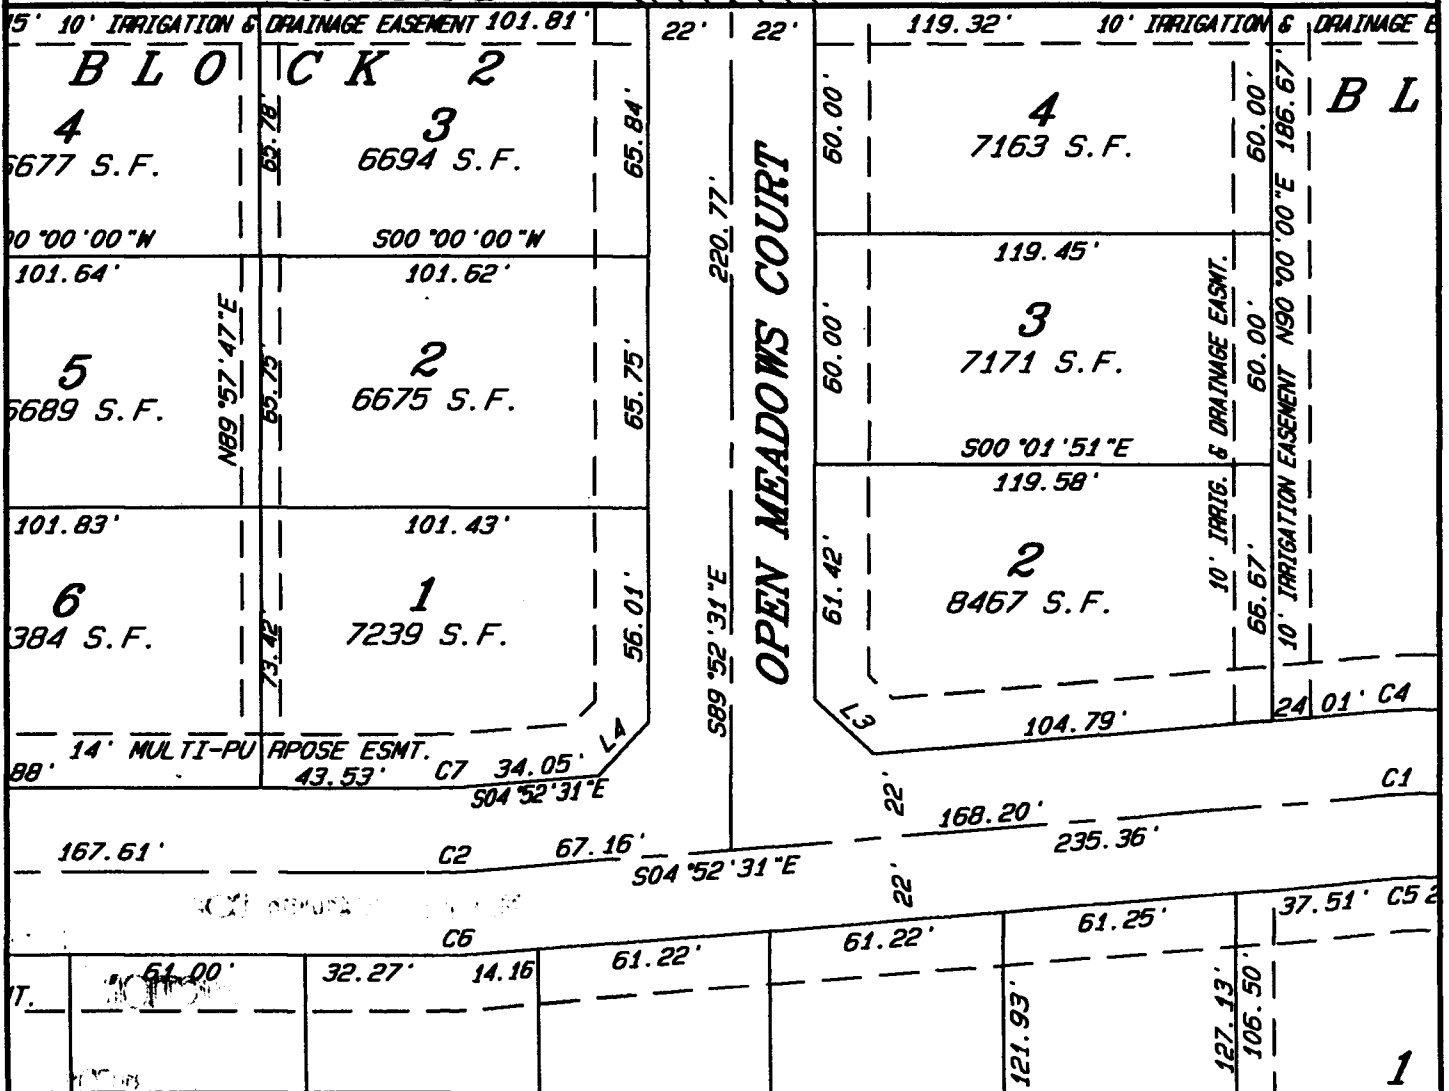 10' IRRIGATION & DRAINAGE EASEMENT 101.81'
22' 22'
119.32' 10' IRRIGATION & DRAINAGE E
BLOCK 2
BL
4
6677 S.F.
65.78'
3
6694 S.F.
65.84'
60.00'
4
7163 S.F.
60.00'
186.67'
00°00'00"W
S00°00'00"W
101.64'
101.62'
220.77'
OPEN MEADOWS COURT
119.45'
N89°57'47"E
5
6689 S.F.
65.75'
2
6675 S.F.
65.75'
60.00'
3
7171 S.F.
60.00'
10' IRRIG. & DRAINAGE EASMT.
10' IRRIGATION EASEMENT N90°00'00"E
S00°01'51"E
119.58'
101.83'
101.43'
6
384 S.F.
73.42'
1
7239 S.F.
56.01'
S89°52'31"E
61.42'
2
8467 S.F.
66.67'
14' MULTI-PURPOSE ESMT.
88'
43.53' C7 34.05' L4
S04°52'31"E
L3
104.79'
24.01' C4
C1
22'
168.20'
235.36'
167.61' C2 67.16'
S04°52'31"E
22'
C6
37.51' C5 2
61.00' 32.27' 14.16 61.22' 61.22' 61.25'
T.
121.93'
127.13'
106.50'
1